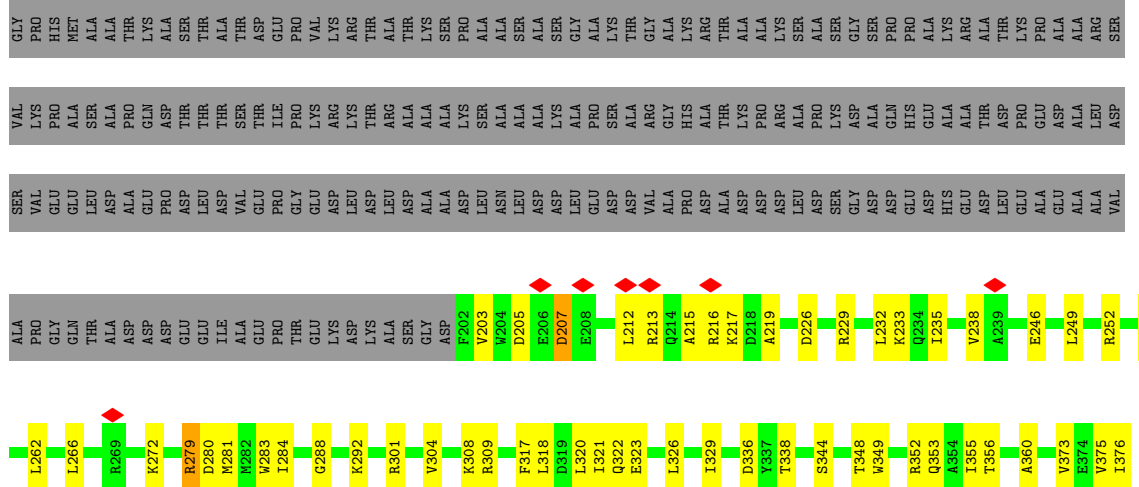 GLY PRO HIS MET ALA ALA THR LYS ALA SER THR ALA THR ASP GLU PRO VAL LYS ARG THR ALA THR LYS SER PRO ALA ALA SER ALA SER GLY ALA LYS THR GLY ALA LYS ARG THR ALA ALA LYS SER ALA SER GLY SER PRO PRO ALA LYS ARG ALA THR LYS PRO ALA ALA ARG SER
VAL LYS PRO ALA SER ALA PRO GLN ASP THR THR THR SER THR ILE PRO LYS ARG LYS THR ARG ALA ALA ALA LYS SER ALA ALA ALA LYS ALA PRO SER ALA ARG GLY HIS ALA THR LYS PRO ARG ALA PRO LYS ASP ALA GLN HIS GLU ALA ALA THR ASP PRO GLU ASP ALA LEU ASP
SER VAL GLU GLU LEU ASP ALA GLU PRO ASP LEU ASP VAL GLU PRO GLY GLU ASP LEU ASP LEU ASP ALA ALA ASP LEU ASN LEU ASP ASP LEU GLU ASP ASP VAL ALA PRO ASP ALA ASP ASP ASP LEU ASP SER GLY ASP ASP GLU ASP HIS GLU ASP LEU GLU ALA GLU ALA ALA VAL
ALA PRO GLY GLN THR ALA ASP ASP ASP GLU GLU ILE ALA GLU PRO THR GLU LYS ASP LYS ALA SER GLY ASP F202 V203 W204 D205 E206 D207 E208 L212 R213 Q214 A215 R216 K217 D218 A219 D226 R229 L232 K233 Q234 I235 V238 A239 E246 L249 R252
L262 L266 R269 K272 R279 D280 M281 M282 W283 I284 G288 K292 R301 V304 K308 R309 F317 L318 D319 L320 I321 Q322 E323 L326 I329 D336 Y337 T338 S344 T348 W349 R352 Q353 A354 I355 T356 A360 V373 E374 V375 I376